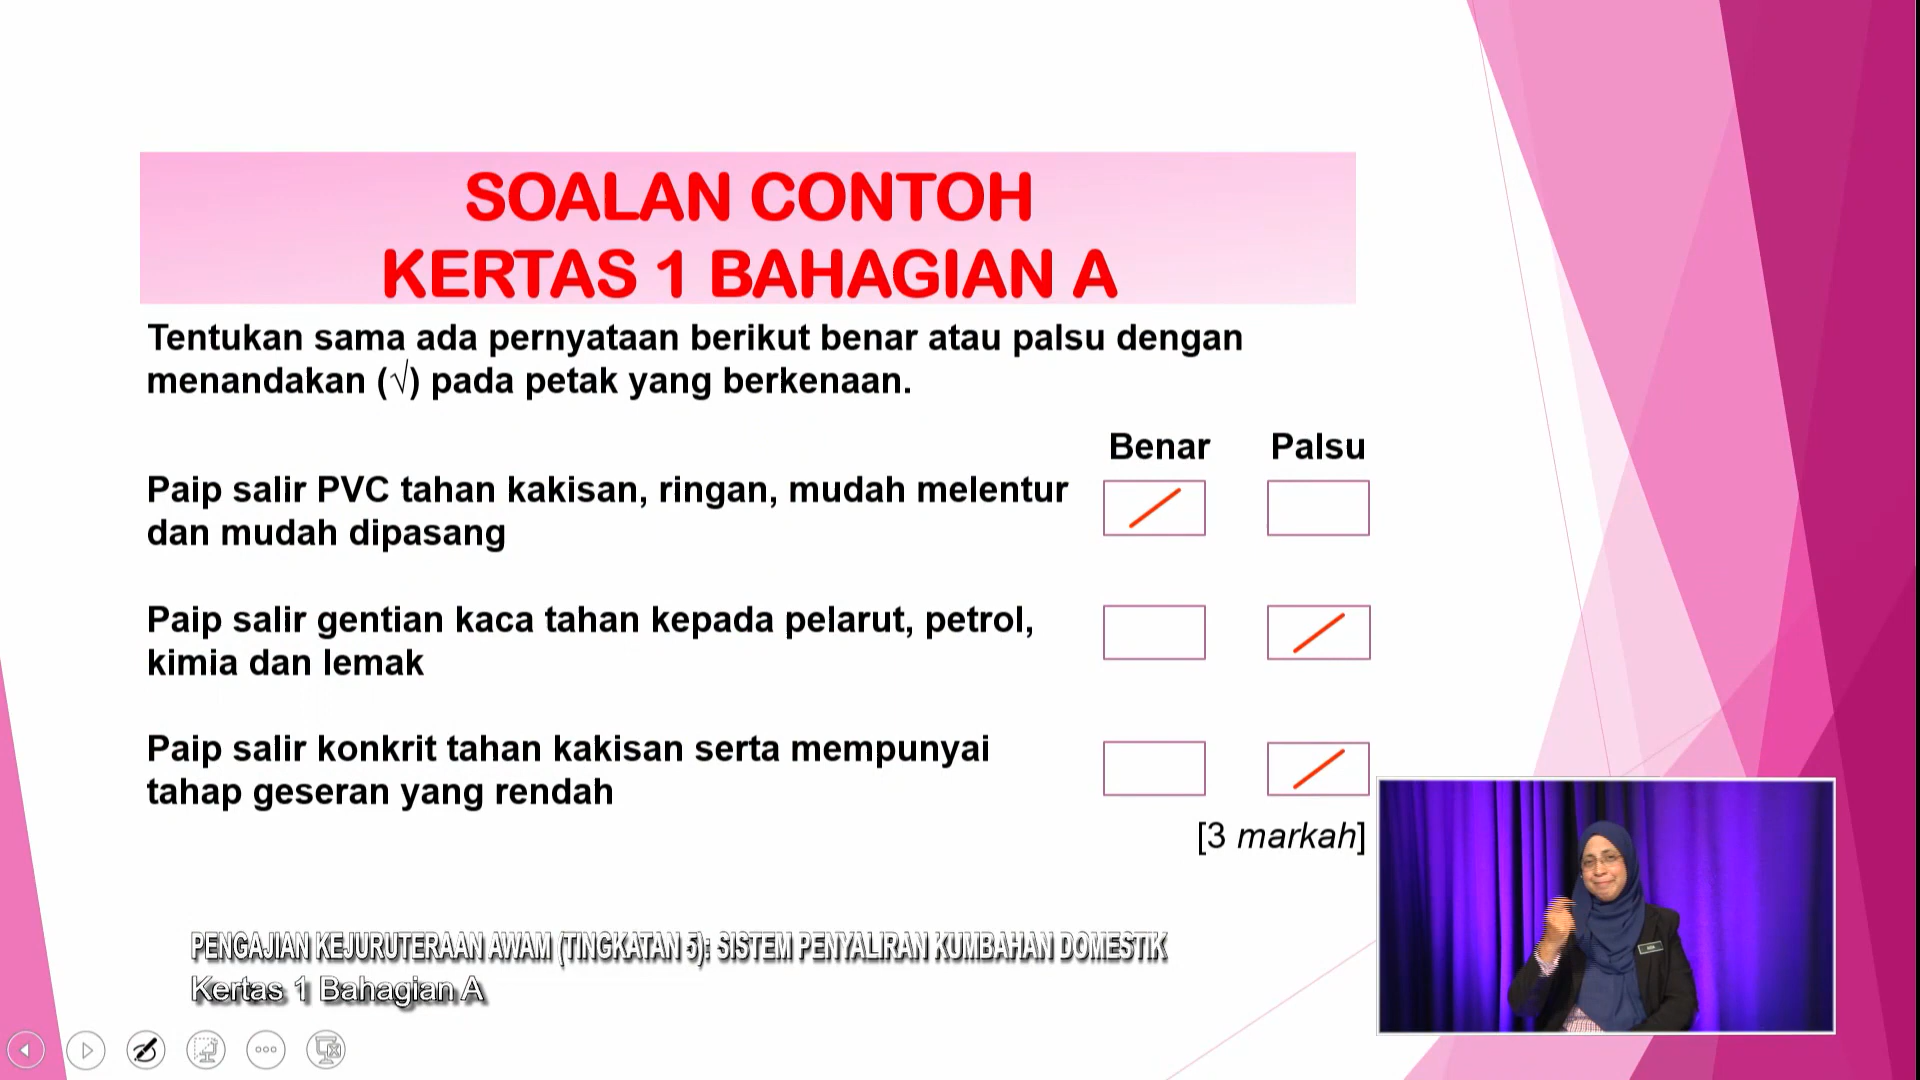 SOALAN CONTOH
KERTAS 1 BAHAGIAN A
Tentukan sama ada pernyataan berikut benar atau palsu dengan
menandakan (√) pada petak yang berkenaan.
Benar Palsu
Paip salir PVC tahan kakisan, ringan, mudah melentur
dan mudah dipasang
Paip salir gentian kaca tahan kepada pelarut, petrol,
kimia dan lemak
Paip salir konkrit tahan kakisan serta mempunyai
tahap geseran yang rendah
[3 markah]
PENGAJIAN KEJURUTERAAN AWAM (TINGKATAN 5): SISTEM PENYALIRAN KUMBAHAN DOMESTIK
Kertas 1 Bahagian A